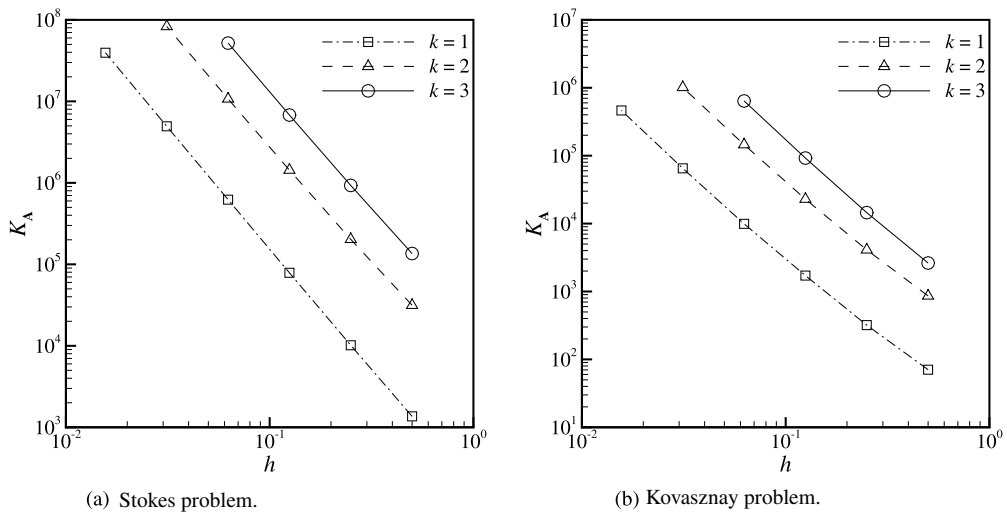 10^8
10^7
10^6
10^5
10^4
10^3
K_A
10^-2
10^-1
10^0
h
k = 1
k = 2
k = 3
(a) Stokes problem.
10^7
10^6
10^5
10^4
10^3
10^2
10^1
K_A
10^-2
10^-1
10^0
h
k = 1
k = 2
k = 3
(b) Kovasznay problem.